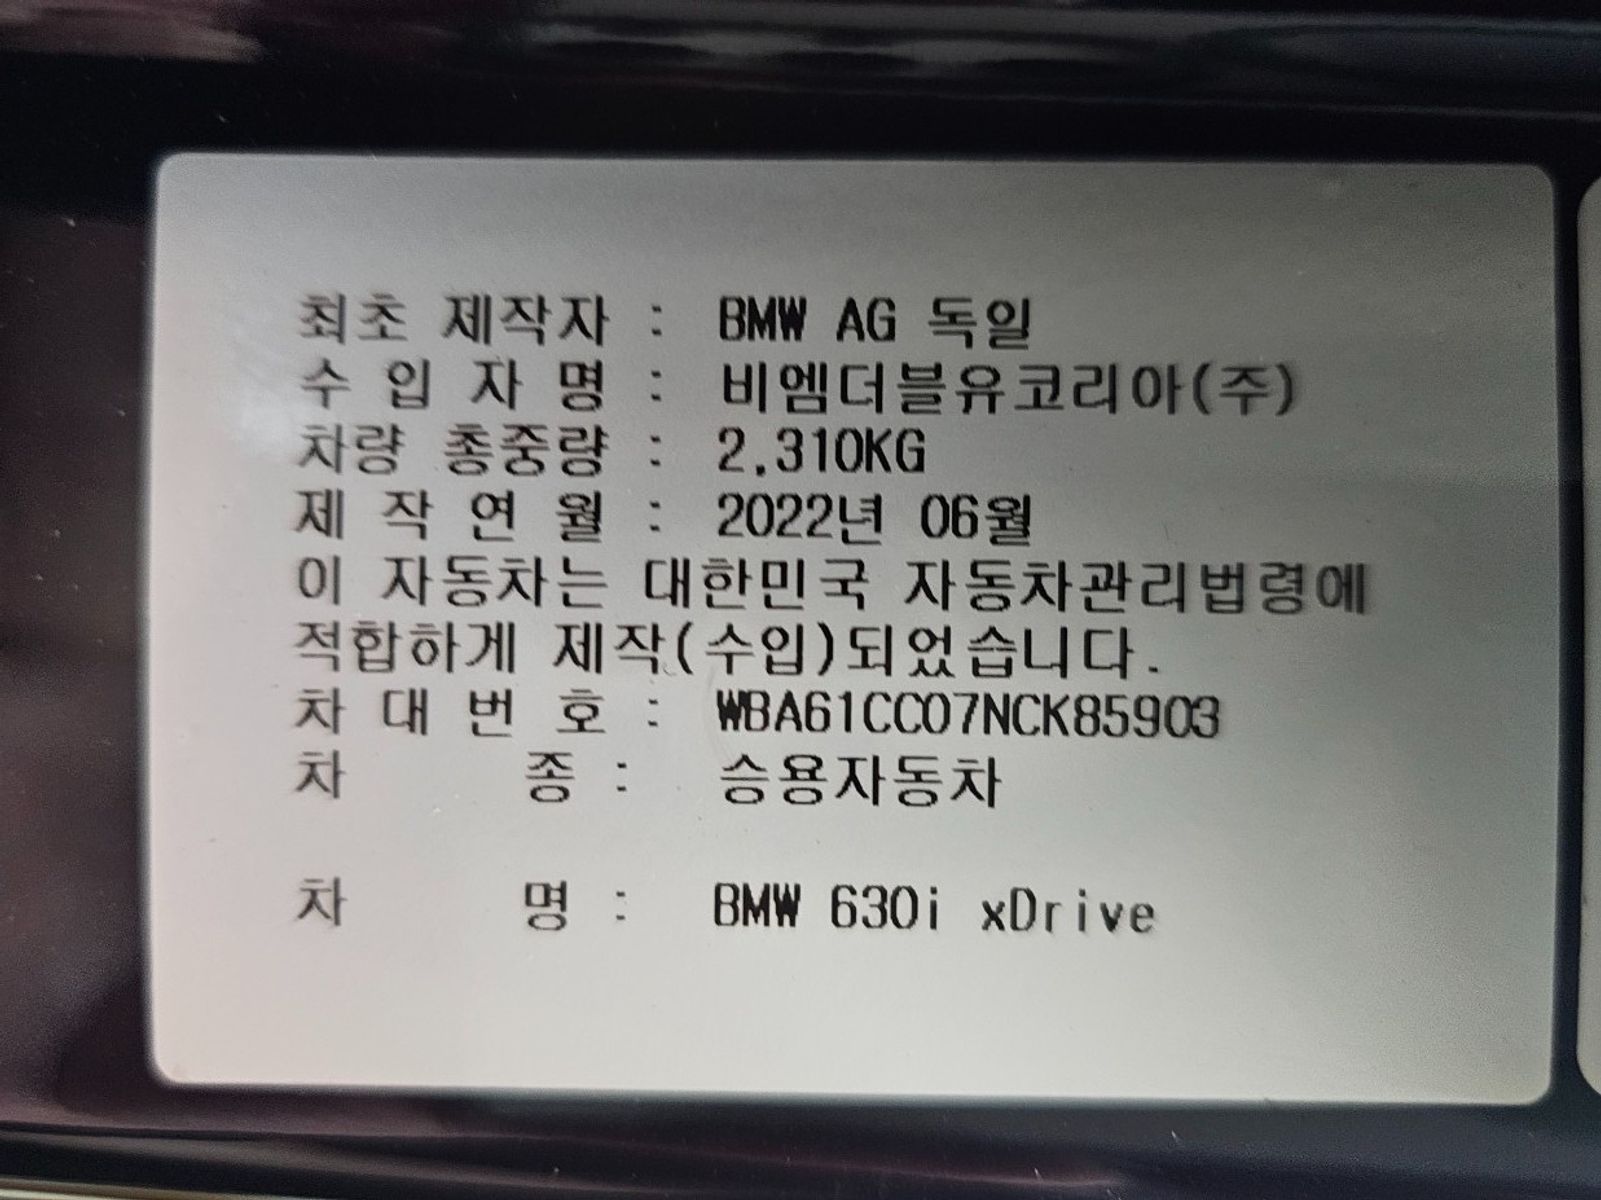 최초 제작자 : BMW AG 독일
수 입 자 명 : 비엠더블유코리아(주)
차량 총중량 : 2,310KG
제 작 연 월 : 2022년 06월
이 자동차는 대한민국 자동차관리법령에
적합하게 제작(수입)되었습니다.
차 대 번 호 : WBA61CC07NCK85903
차 종 : 승용자동차
차 명 : BMW 630i xDrive